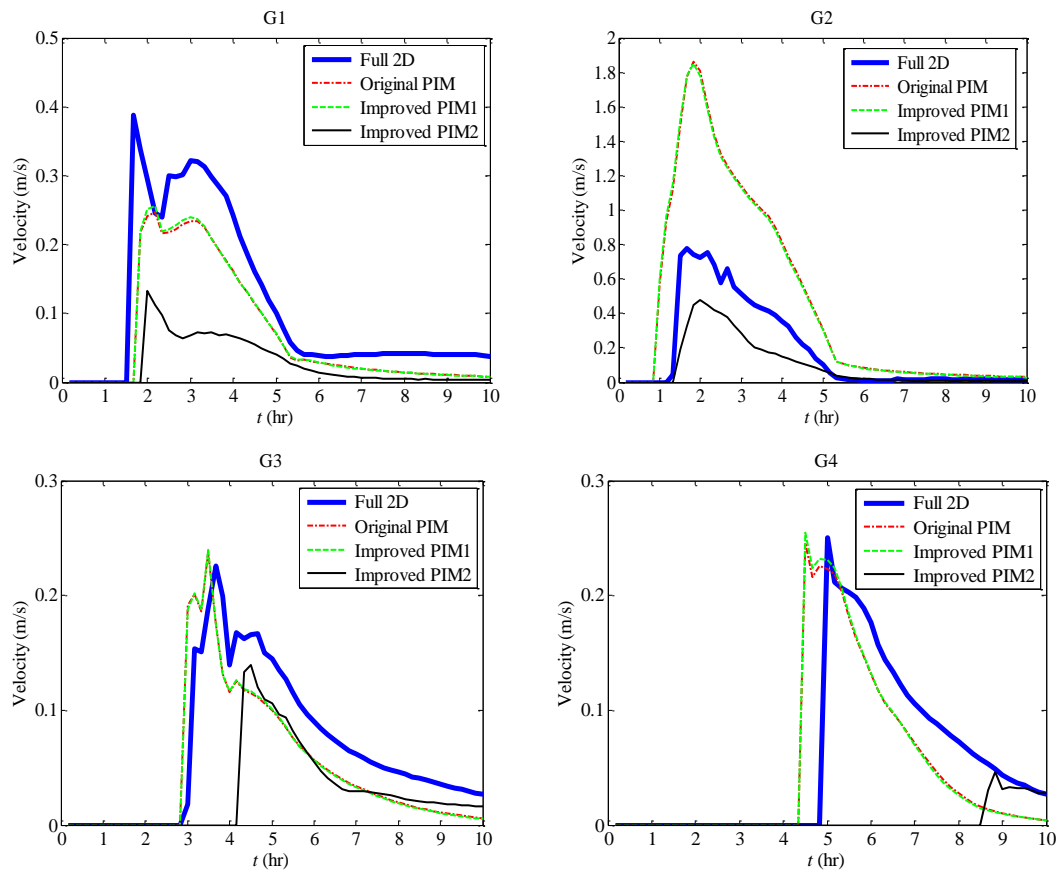 G1
0.5
0.4
0.3
0.2
0.1
0
Velocity (m/s)
0 1 2 3 4 5 6 7 8 9 10
t (hr)
Full 2D
Original PIM
Improved PIM1
Improved PIM2
G2
2
1.8
1.6
1.4
1.2
1
0.8
0.6
0.4
0.2
0
Velocity (m/s)
0 1 2 3 4 5 6 7 8 9 10
t (hr)
Full 2D
Original PIM
Improved PIM1
Improved PIM2
G3
0.3
0.2
0.1
0
Velocity (m/s)
0 1 2 3 4 5 6 7 8 9 10
t (hr)
Full 2D
Original PIM
Improved PIM1
Improved PIM2
G4
0.3
0.2
0.1
0
Velocity (m/s)
0 1 2 3 4 5 6 7 8 9 10
t (hr)
Full 2D
Original PIM
Improved PIM1
Improved PIM2